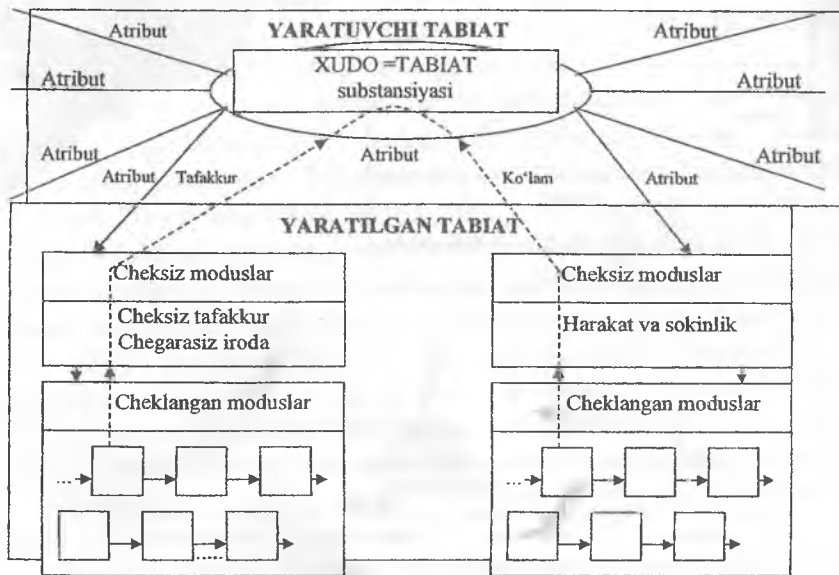 YARATUVCHI TABIAT
Atribut
Atribut
XUDO =TABIAT
substansiyasi
Atribut
Atribut
Atribut
Atribut
Atribut
Atribut
Tafakkur
Ko‘lam
Atribut
Atribut
YARATILGAN TABIAT
Cheksiz moduslar
Cheksiz tafakkur
Chegarasiz iroda
Cheklangan moduslar
...
.....
Cheksiz moduslar
Harakat va sokinlik
Cheklangan moduslar
...